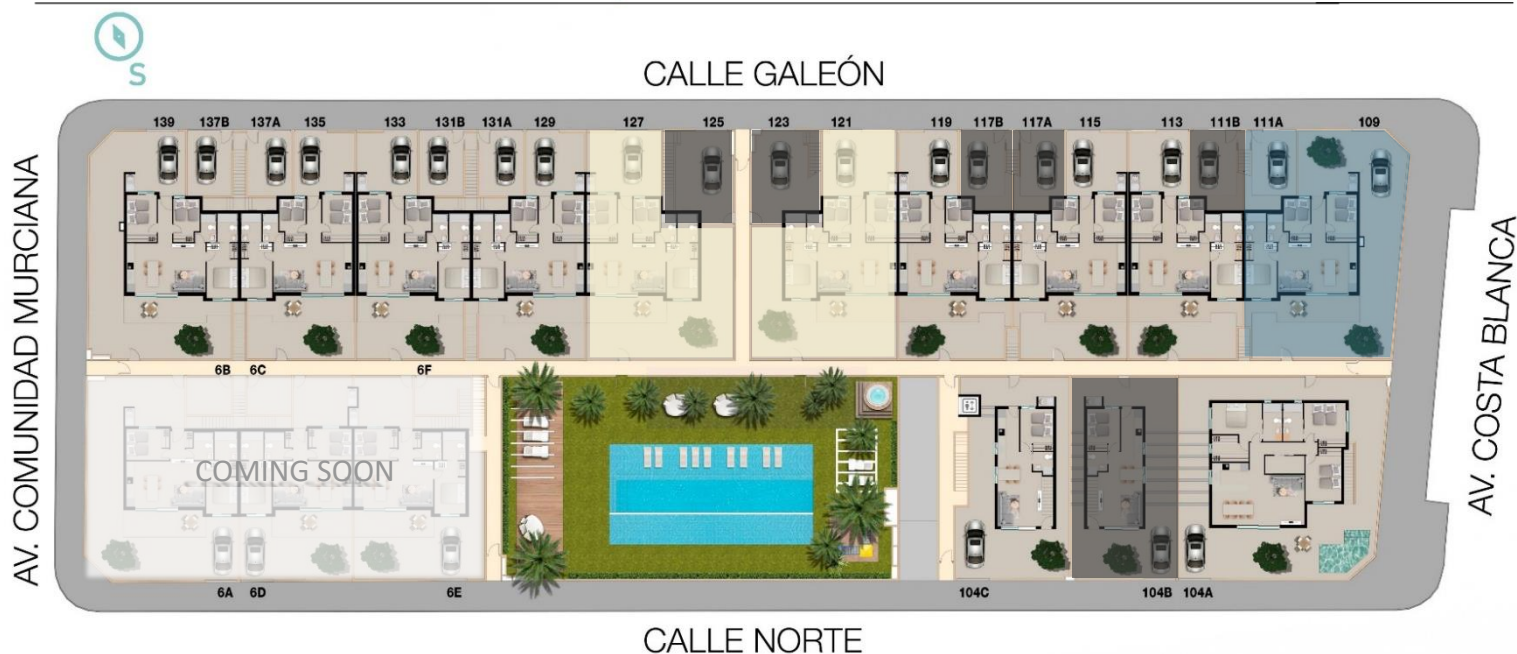 S
CALLE GALEÓN
139 137B 137A 135 133 131B 131A 129 127 125 123 121 119 117B 117A 115 113 111B 111A 109
AV. COMUNIDAD MURCIANA
AV. COSTA BLANCA
6B 6C 6F
COMING SOON
6A 6D 6E 104C 104B 104A
CALLE NORTE